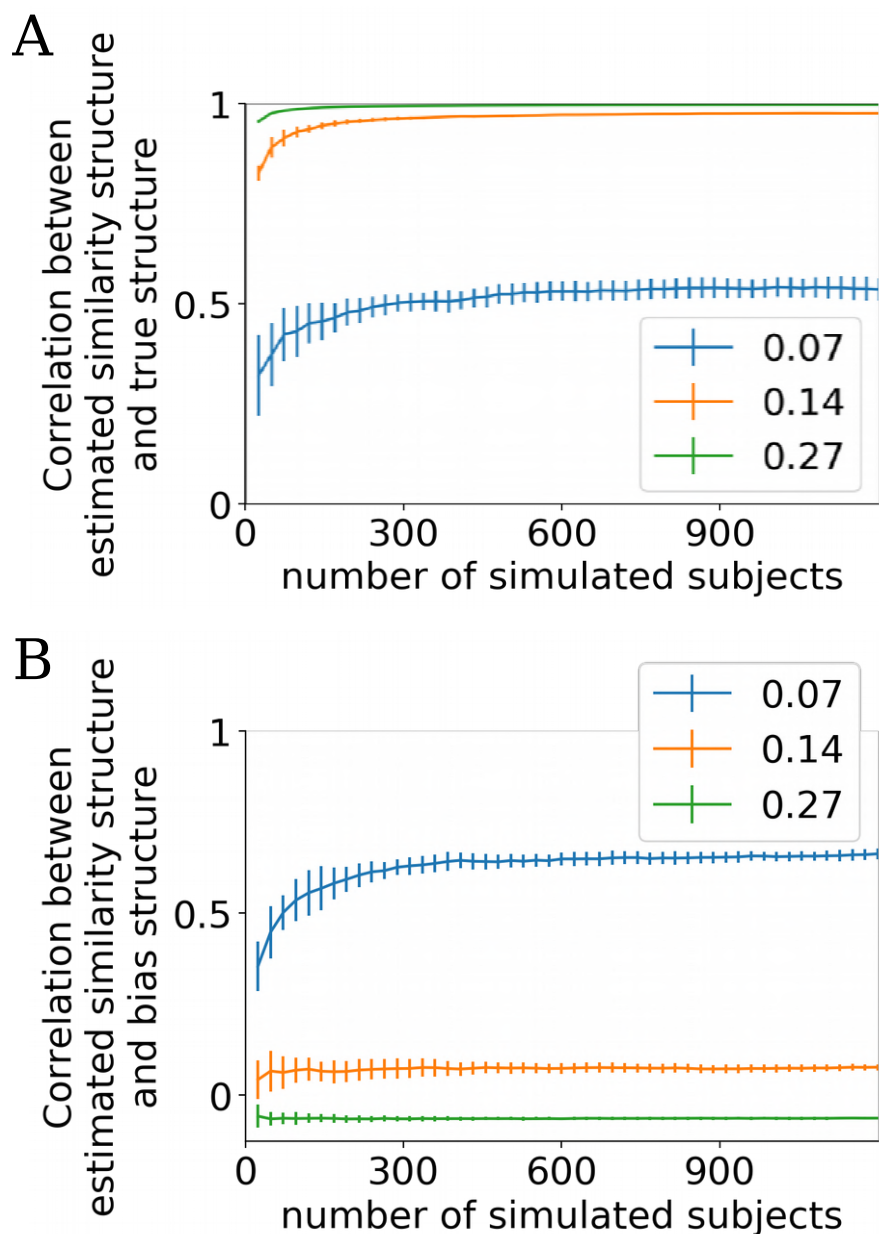 A
Correlation between
estimated similarity structure
and true structure
1
0.5
0
0 300 600 900
number of simulated subjects
0.07
0.14
0.27
B
Correlation between
estimated similarity structure
and bias structure
1
0.5
0
0 300 600 900
number of simulated subjects
0.07
0.14
0.27